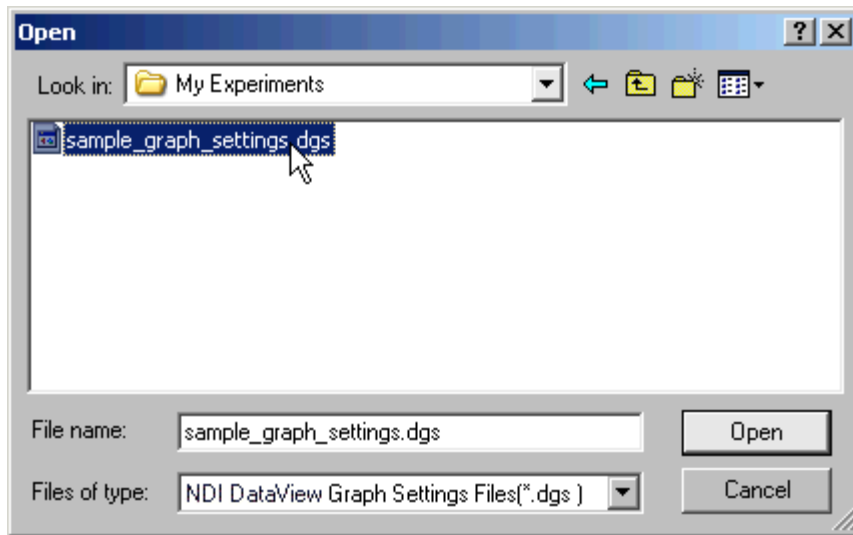 Open
Look in: My Experiments
sample_graph_settings.dgs
File name: sample_graph_settings.dgs Open
Files of type: NDI DataView Graph Settings Files(*.dgs ) Cancel